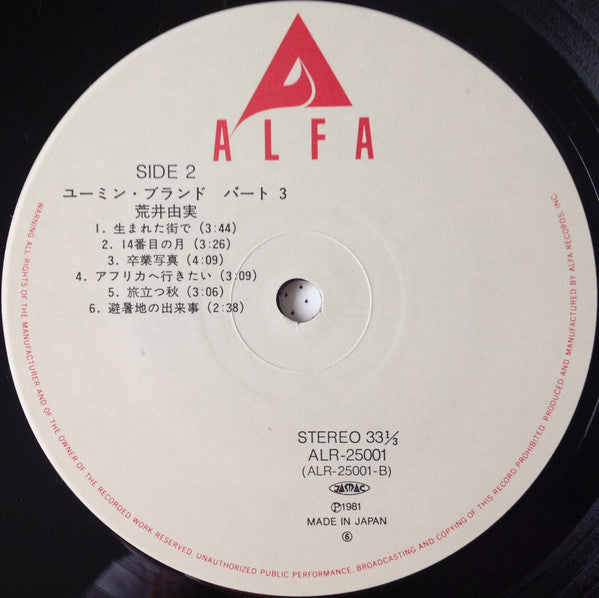 ALFA
SIDE 2
ユーミン・ブランド パート 3
荒井由実
1. 生まれた街で (3:44)
2. 14番目の月 (3:26)
3. 卒業写真 (4:09)
4. アフリカへ行きたい (3:09)
5. 旅立つ秋 (3:06)
6. 避暑地の出来事 (2:38)
STEREO 33⅓
ALR-25001
(ALR-25001-B)
JASRAC
Ⓟ1981
MADE IN JAPAN
⑥
WARNING: ALL RIGHTS OF THE MANUFACTURER AND OF THE OWNER OF THE RECORDED WORK RESERVED. UNAUTHORIZED PUBLIC PERFORMANCE, BROADCASTING AND COPYING OF THIS RECORD PROHIBITED. PRODUCED AND MANUFACTURED BY ALFA RECORDS, INC.